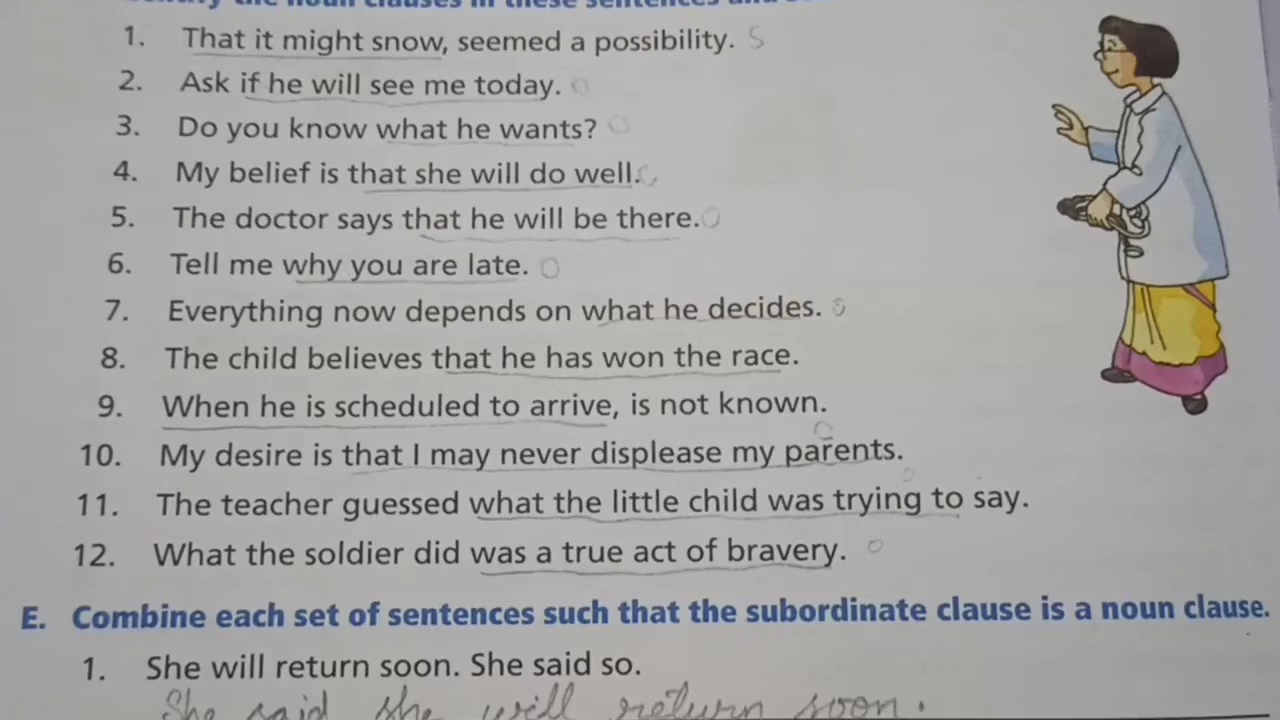 the noun clauses in these sentences and
1. That it might snow, seemed a possibility. S
2. Ask if he will see me today. O
3. Do you know what he wants? O
4. My belief is that she will do well. C
5. The doctor says that he will be there. O
6. Tell me why you are late. O
7. Everything now depends on what he decides. O
8. The child believes that he has won the race.
9. When he is scheduled to arrive, is not known.
10. My desire is that I may never displease my parents. O
11. The teacher guessed what the little child was trying to say. O
12. What the soldier did was a true act of bravery. O
E. Combine each set of sentences such that the subordinate clause is a noun clause.
1. She will return soon. She said so.
She said she will return soon.